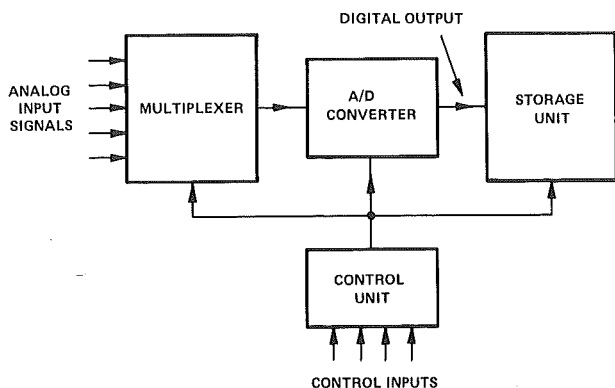 DIGITAL OUTPUT
ANALOG
INPUT
SIGNALS
MULTIPLEXER
A/D
CONVERTER
STORAGE
UNIT
CONTROL
UNIT
CONTROL INPUTS